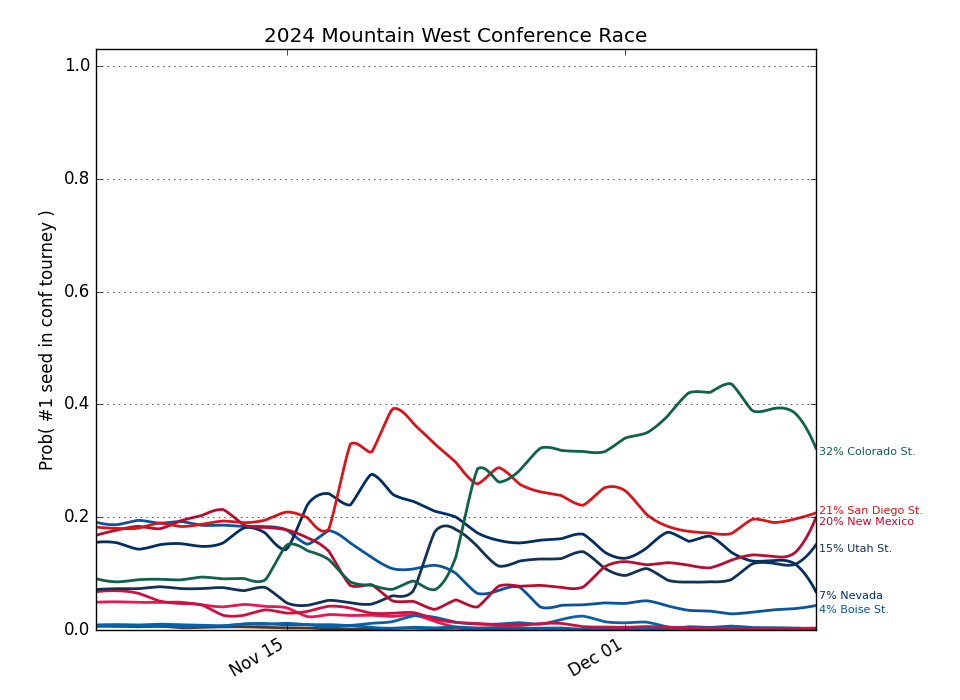 2024 Mountain West Conference Race
Prob( #1 seed in conf tourney )
1.0
0.8
0.6
0.4
0.2
0.0
Nov 15
Dec 01
32% Colorado St.
21% San Diego St.
20% New Mexico
15% Utah St.
7% Nevada
4% Boise St.